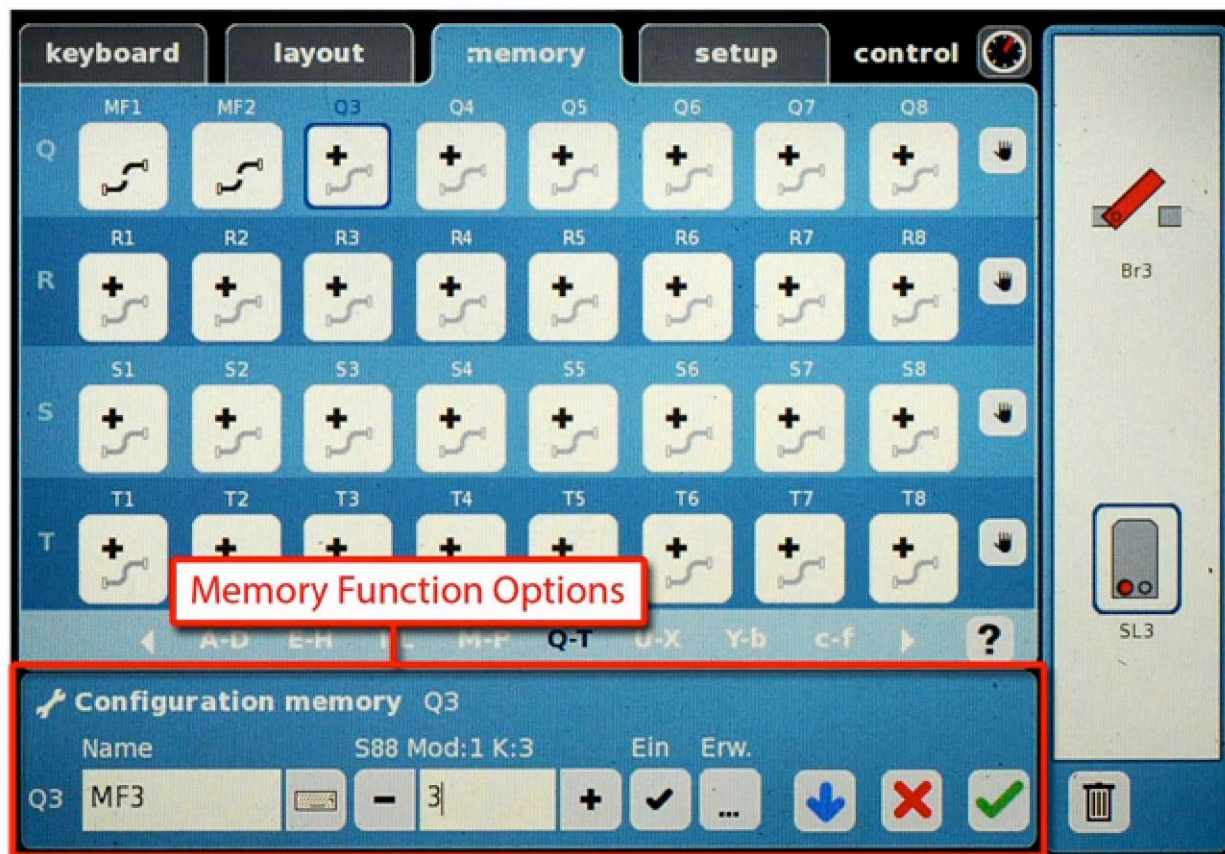 keyboard layout memory setup control
MF1 MF2 Q3 Q4 Q5 Q6 Q7 Q8
Q
R1 R2 R3 R4 R5 R6 R7 R8
R
Br3
S1 S2 S3 S4 S5 S6 S7 S8
S
T1 T2 T3 T4 T5 T6 T7 T8
T
Memory Function Options
A-D E-H M-P Q-T U-X Y-b c-f ?
SL3
Configuration memory Q3
Name S88 Mod:1 K:3 Ein Erw.
Q3 MF3 - 3 + ...